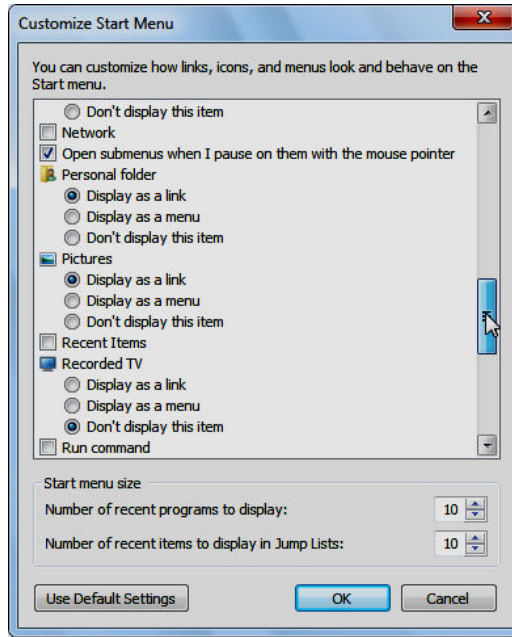 Customize Start Menu
You can customize how links, icons, and menus look and behave on the
Start menu.
Don't display this item
Network
Open submenus when I pause on them with the mouse pointer
Personal folder
Display as a link
Display as a menu
Don't display this item
Pictures
Display as a link
Display as a menu
Don't display this item
Recent Items
Recorded TV
Display as a link
Display as a menu
Don't display this item
Run command
Start menu size
Number of recent programs to display: 10
Number of recent items to display in Jump Lists: 10
Use Default Settings OK Cancel